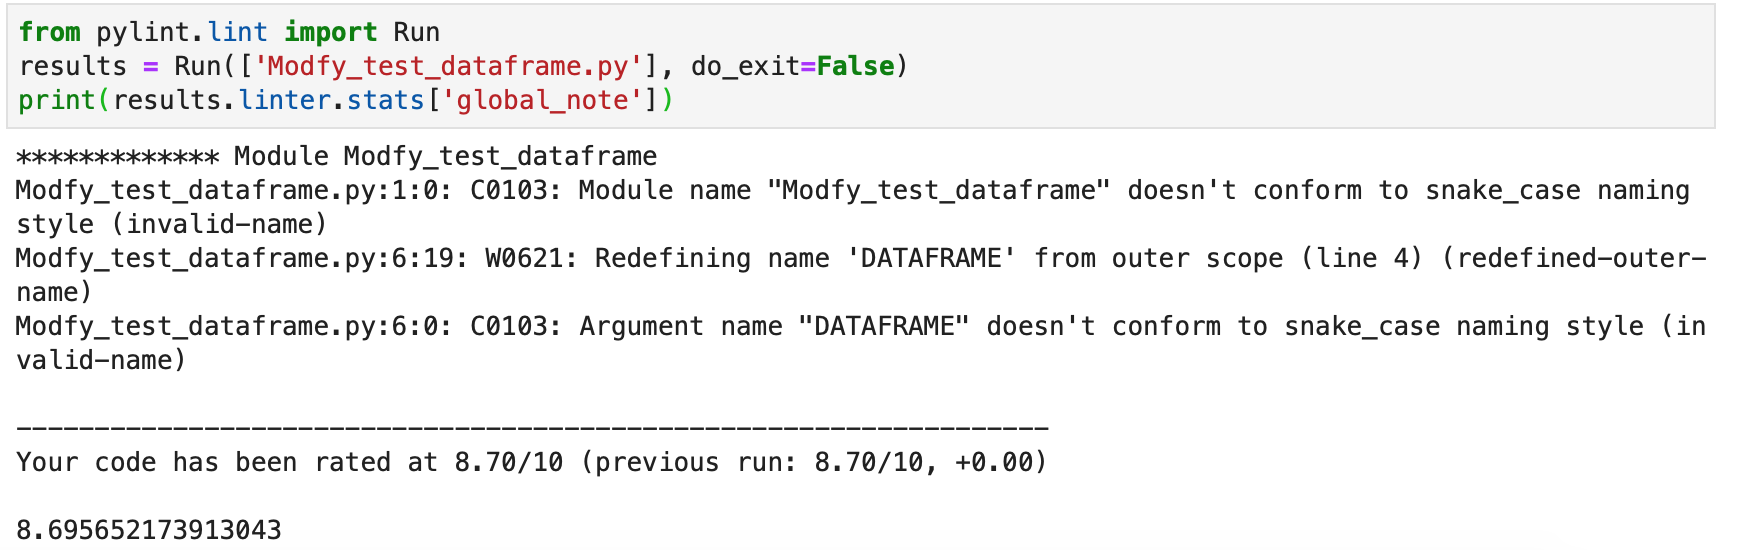 from pylint.lint import Run
results = Run(['Modfy_test_dataframe.py'], do_exit=False)
print(results.linter.stats['global_note'])
************* Module Modfy_test_dataframe
Modfy_test_dataframe.py:1:0: C0103: Module name "Modfy_test_dataframe" doesn't conform to snake_case naming
style (invalid-name)
Modfy_test_dataframe.py:6:19: W0621: Redefining name 'DATAFRAME' from outer scope (line 4) (redefined-outer-
name)
Modfy_test_dataframe.py:6:0: C0103: Argument name "DATAFRAME" doesn't conform to snake_case naming style (in
valid-name)
------------------------------------------------------------------
Your code has been rated at 8.70/10 (previous run: 8.70/10, +0.00)
8.695652173913043